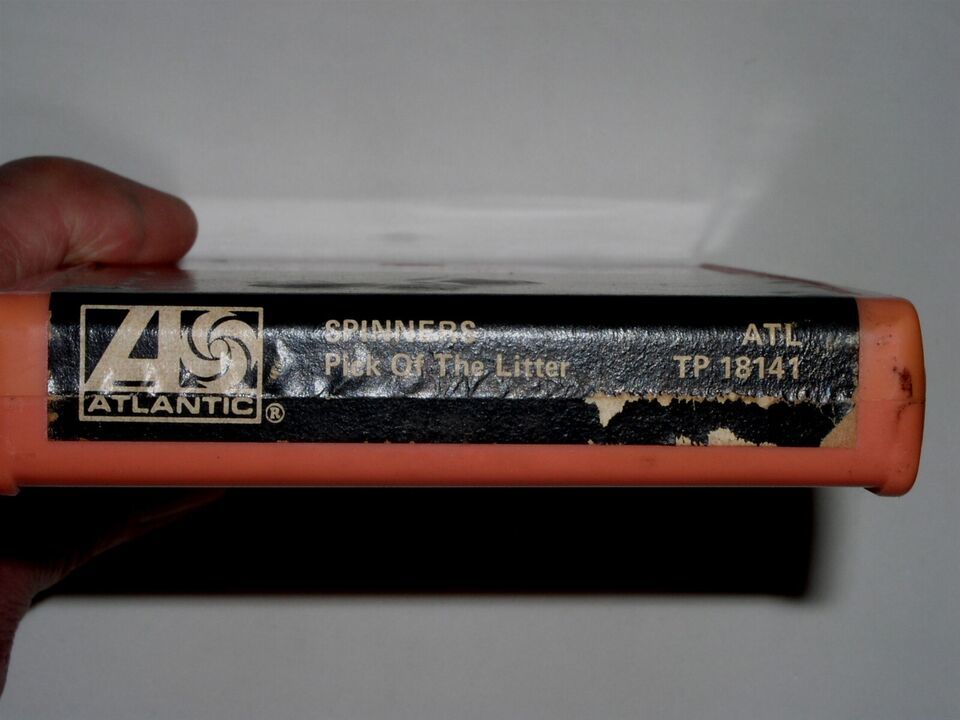 ATLANTIC®
SPINNERS
Pick Of The Litter
ATL
TP 18141